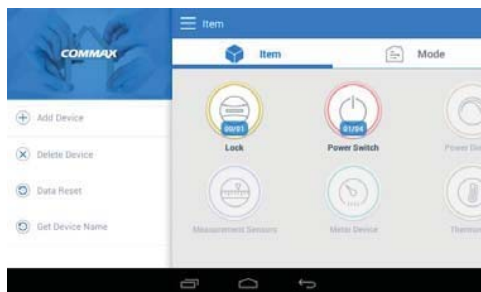 COMMAX
Item
Item
Mode
Add Device
Delete Device
Data Reset
Get Device Name
00/01
Lock
01/04
Power Switch
Power
Measurement Sensors
Meter Device